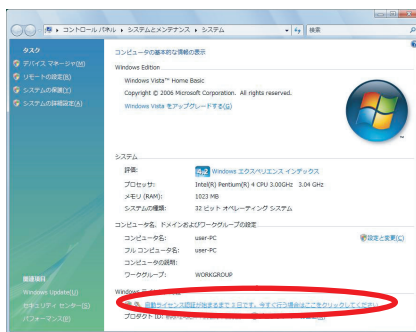 コントロール パネル ▸ システムとメンテナンス ▸ システム
検索
タスク
デバイス マネージャ(M)
リモートの設定(R)
システムの保護(Y)
システムの詳細設定(A)
関連項目
Windows Update(U)
セキュリティ センター(S)
パフォーマンス(P)
コンピュータの基本的な情報の表示
Windows Edition
Windows Vista™ Home Basic
Copyright © 2006 Microsoft Corporation. All rights reserved.
Windows Vista をアップグレードする(G)
システム
評価: 4.2 Windows エクスペリエンス インデックス
プロセッサ: Intel(R) Pentium(R) 4 CPU 3.00GHz 3.04 GHz
メモリ (RAM): 1023 MB
システムの種類: 32 ビット オペレーティング システム
コンピュータ名、ドメインおよびワークグループの設定
コンピュータ名: user-PC 設定と変更(C)
フル コンピュータ名: user-PC
コンピュータの説明:
ワークグループ: WORKGROUP
自動ライセンス認証が始まるまで 3 日です。今すぐ行う場合はここをクリックしてください
プロダクト ID: